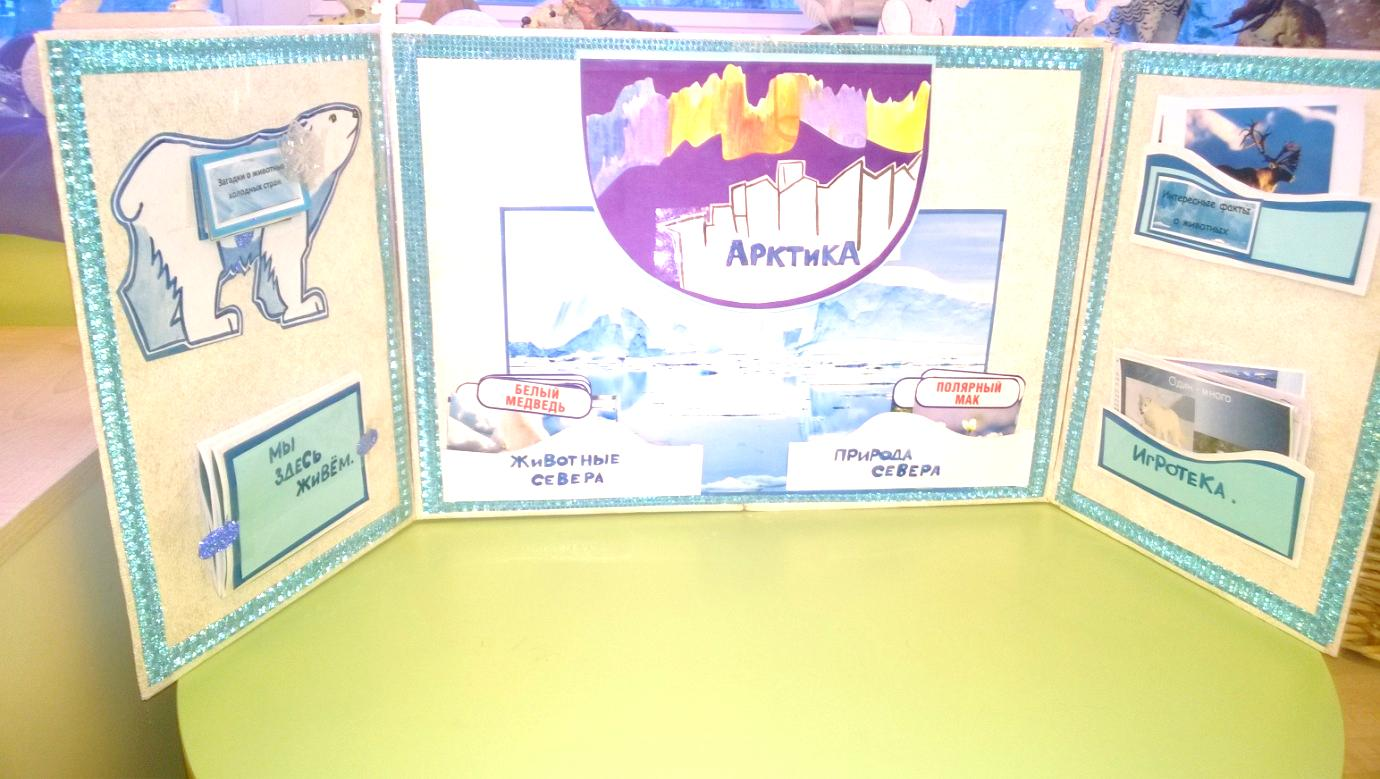 Загадки о животных
холодных стран
МЫ
ЗДЕСЬ
ЖИВЁМ.
АРКТИКА
БЕЛЫЙ
МЕДВЕДЬ
ЖИВОТНЫЕ
СЕВЕРА
ПОЛЯРНЫЙ
МАК
ПРИРОДА
СЕВЕРА
Интересные факты
о животных
Один - много
ИГРОТЕКА.